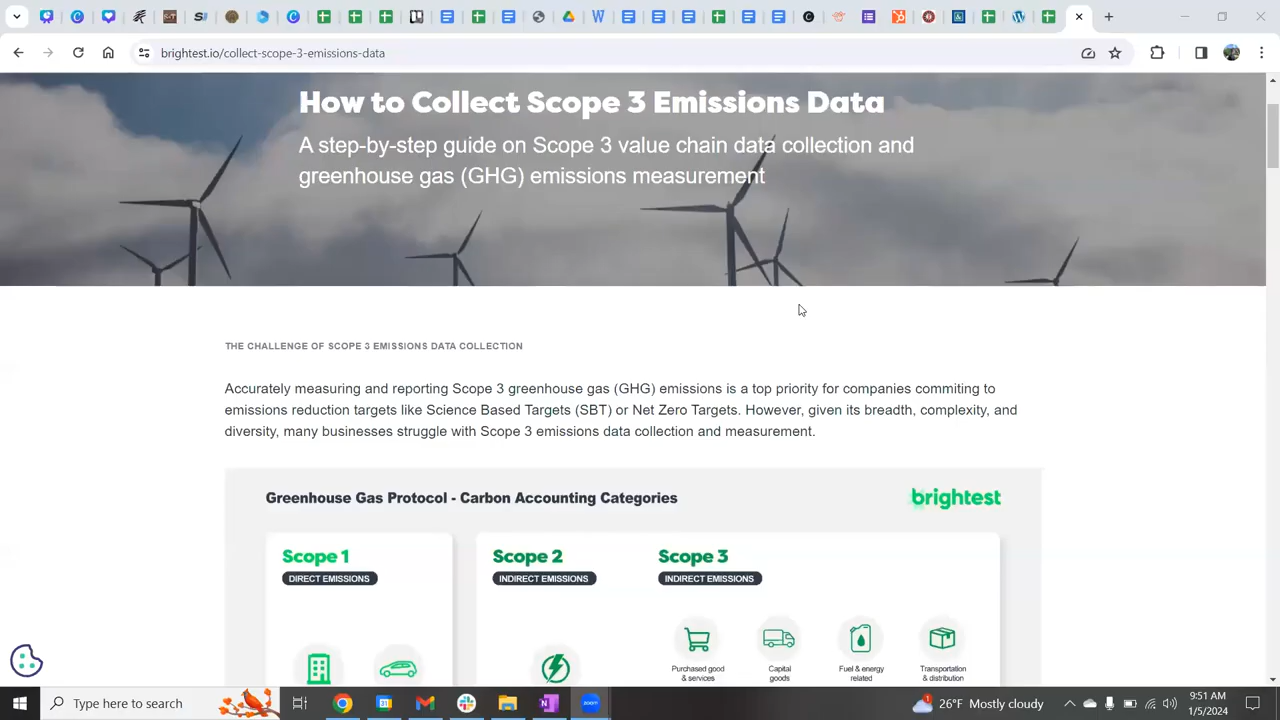 brightest.io/collect-scope-3-emissions-data
How to Collect Scope 3 Emissions Data
A step-by-step guide on Scope 3 value chain data collection and
greenhouse gas (GHG) emissions measurement
THE CHALLENGE OF SCOPE 3 EMISSIONS DATA COLLECTION
Accurately measuring and reporting Scope 3 greenhouse gas (GHG) emissions is a top priority for companies commiting to
emissions reduction targets like Science Based Targets (SBT) or Net Zero Targets. However, given its breadth, complexity, and
diversity, many businesses struggle with Scope 3 emissions data collection and measurement.
Greenhouse Gas Protocol - Carbon Accounting Categories
brightest
Scope 1
DIRECT EMISSIONS
Scope 2
INDIRECT EMISSIONS
Scope 3
INDIRECT EMISSIONS
Purchased good
& services
Capital
goods
Fuel & energy
related
Transportation
& distribution
Type here to search
26°F Mostly cloudy
9:51 AM
1/5/2024